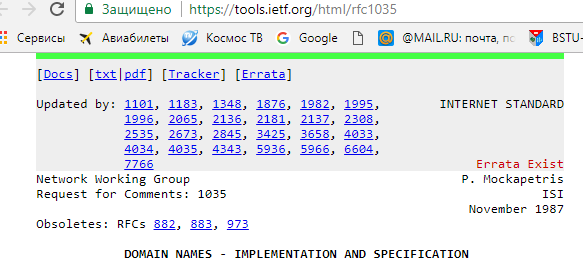 Защищено https://tools.ietf.org/html/rfc1035
Сервисы Авиабилеты Космос ТВ Google @MAIL.RU: почта, по BSTU-
[Docs] [txt|pdf] [Tracker] [Errata]
Updated by: 1101, 1183, 1348, 1876, 1982, 1995, INTERNET STANDARD
1996, 2065, 2136, 2181, 2137, 2308,
2535, 2673, 2845, 3425, 3658, 4033,
4034, 4035, 4343, 5936, 5966, 6604,
7766 Errata Exist
Network Working Group P. Mockapetris
Request for Comments: 1035 ISI
November 1987
Obsoletes: RFCs 882, 883, 973
DOMAIN NAMES - IMPLEMENTATION AND SPECIFICATION